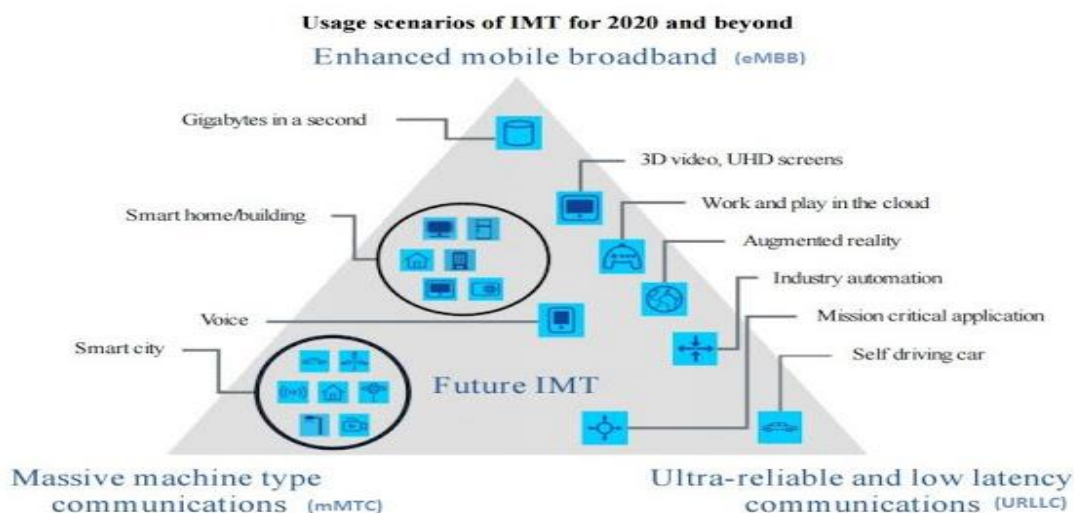 Usage scenarios of IMT for 2020 and beyond
Enhanced mobile broadband (eMBB)
Gigabytes in a second
3D video, UHD screens
Smart home/building
Work and play in the cloud
Augmented reality
Industry automation
Voice
Mission critical application
Smart city
Self driving car
Future IMT
Massive machine type
communications (mMTC)
Ultra-reliable and low latency
communications (URLLC)